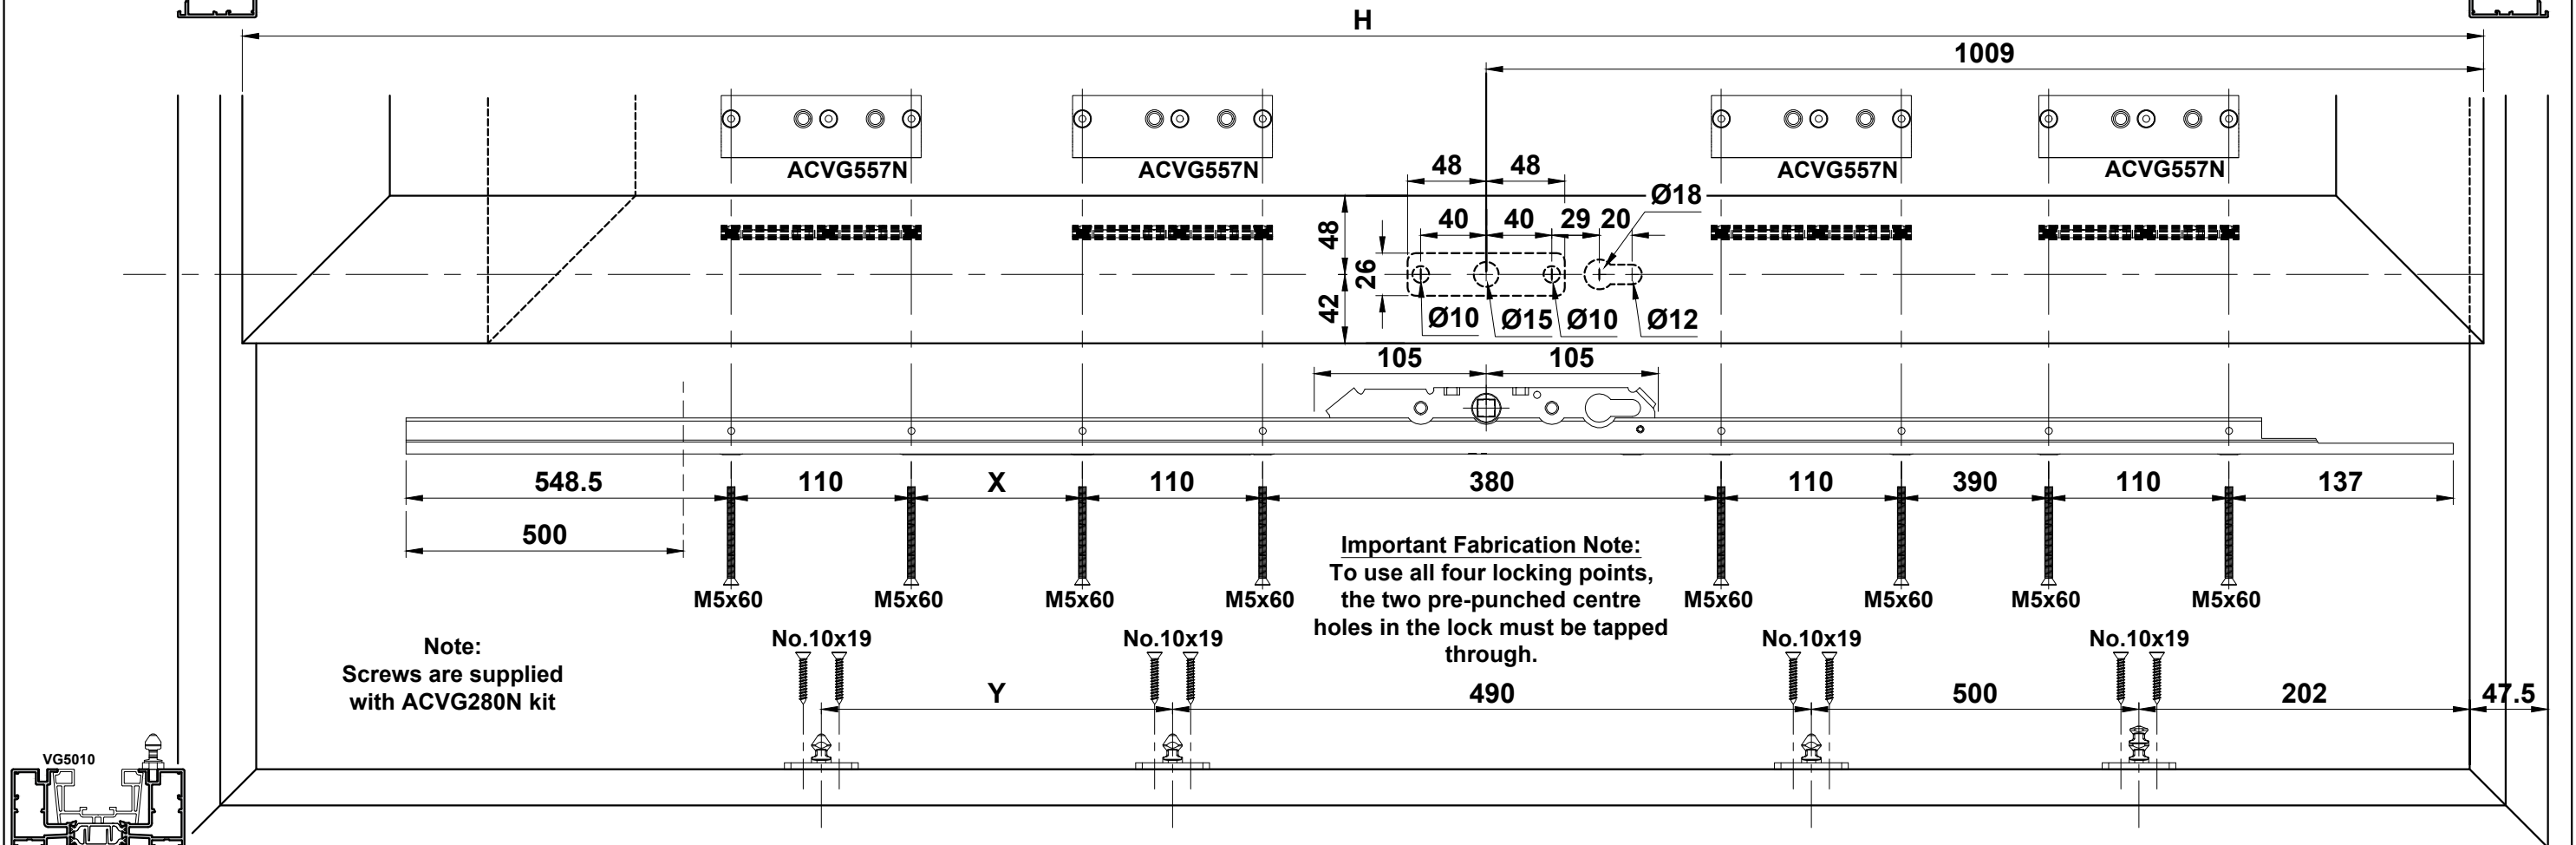 H
1009
ACVG557N
ACVG557N
ACVG557N
ACVG557N
48
48
Ø18
40
40
29
20
48
26
42
Ø10
Ø15
Ø10
Ø12
105
105
548.5
110
X
110
380
110
390
110
137
500
M5x60
M5x60
M5x60
M5x60
M5x60
M5x60
M5x60
M5x60
Important Fabrication Note:
To use all four locking points,
the two pre-punched centre
holes in the lock must be tapped
through.
Note:
Screws are supplied
with ACVG280N kit
No.10x19
No.10x19
No.10x19
No.10x19
Y
490
500
202
47.5
VG5010